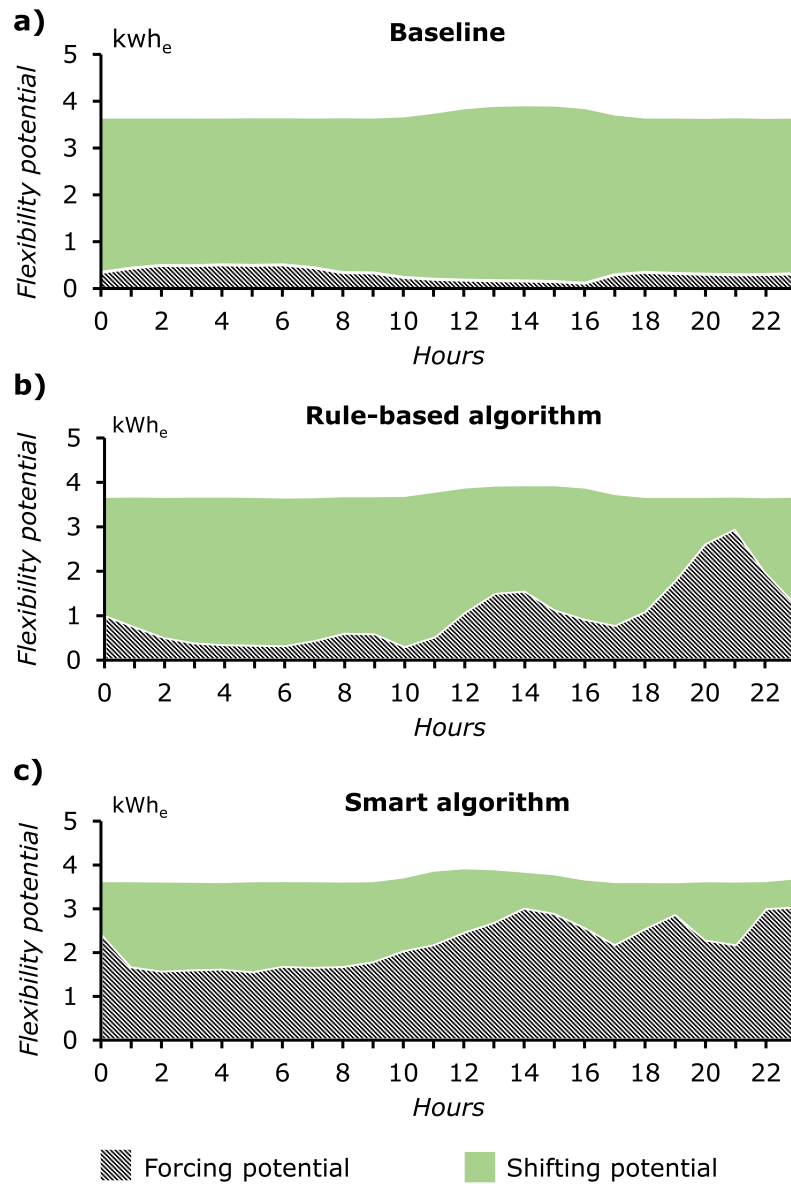 a)
Baseline
kwhe
5
4
3
2
1
0
Flexibility potential
0 2 4 6 8 10 12 14 16 18 20 22
Hours
b)
Rule-based algorithm
kWhe
5
4
3
2
1
0
Flexibility potential
0 2 4 6 8 10 12 14 16 18 20 22
Hours
c)
Smart algorithm
kWhe
5
4
3
2
1
0
Flexibility potential
0 2 4 6 8 10 12 14 16 18 20 22
Hours
Forcing potential Shifting potential